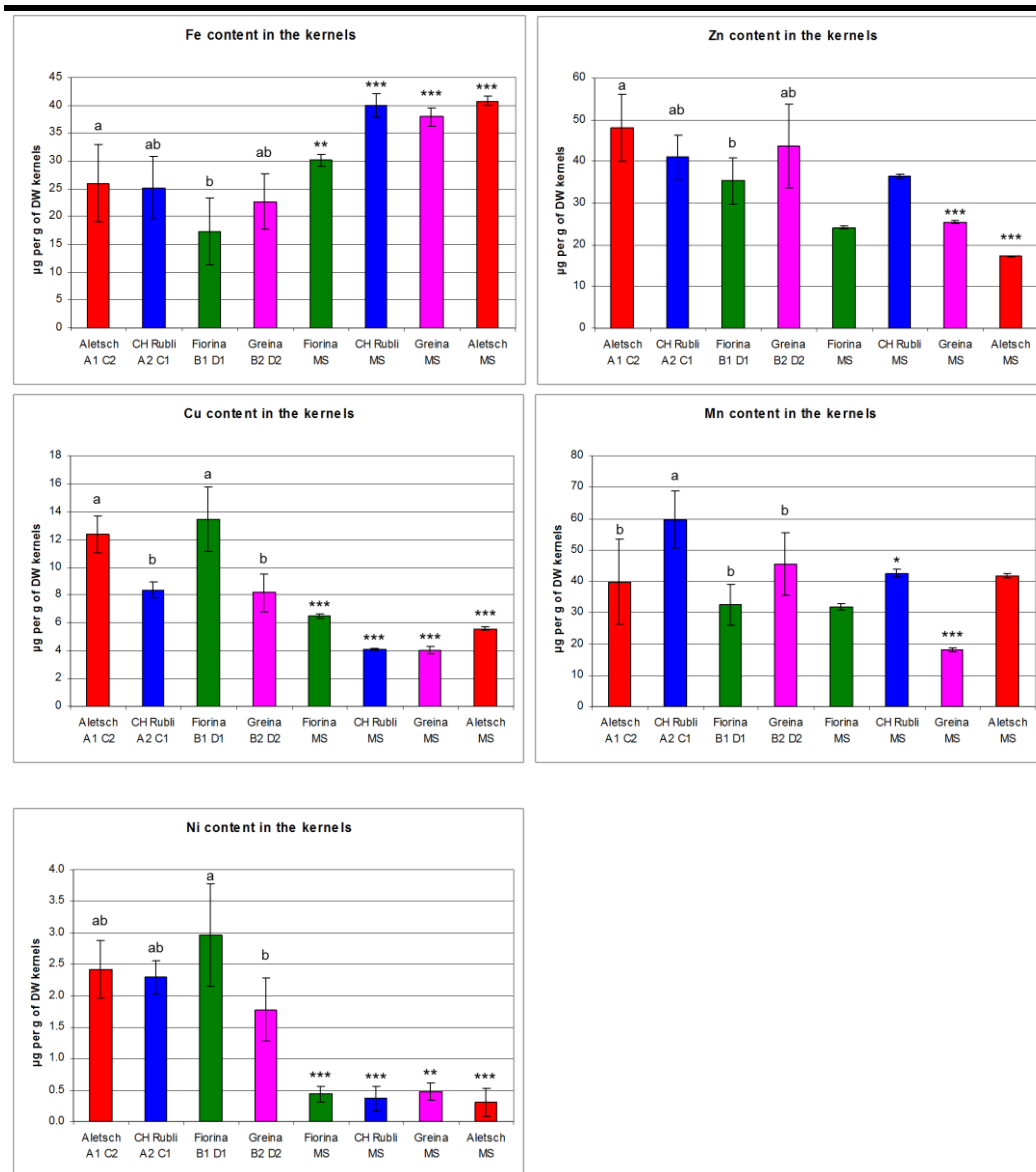 Fe content in the kernels
µg per g of DW kernels
45
40
35
30
25
20
15
10
5
0
a
ab
b
ab
**
***
***
***
Aletsch CH Rubli Fiorina Greina Fiorina CH Rubli Greina Aletsch
A1 C2 A2 C1 B1 D1 B2 D2 MS MS MS MS
Zn content in the kernels
µg per g of DW kernels
60
50
40
30
20
10
0
a
ab
b
ab
***
***
Aletsch CH Rubli Fiorina Greina Fiorina CH Rubli Greina Aletsch
A1 C2 A2 C1 B1 D1 B2 D2 MS MS MS MS
Cu content in the kernels
µg per g of DW kernels
18
16
14
12
10
8
6
4
2
0
a
b
a
b
***
***
***
***
Aletsch CH Rubli Fiorina Greina Fiorina CH Rubli Greina Aletsch
A1 C2 A2 C1 B1 D1 B2 D2 MS MS MS MS
Mn content in the kernels
µg per g of DW kernels
80
70
60
50
40
30
20
10
0
b
a
b
b
*
***
Aletsch CH Rubli Fiorina Greina Fiorina CH Rubli Greina Aletsch
A1 C2 A2 C1 B1 D1 B2 D2 MS MS MS MS
Ni content in the kernels
µg per g of DW kernels
4.0
3.5
3.0
2.5
2.0
1.5
1.0
0.5
0.0
ab
ab
a
b
***
***
**
***
Aletsch CH Rubli Fiorina Greina Fiorina CH Rubli Greina Aletsch
A1 C2 A2 C1 B1 D1 B2 D2 MS MS MS MS